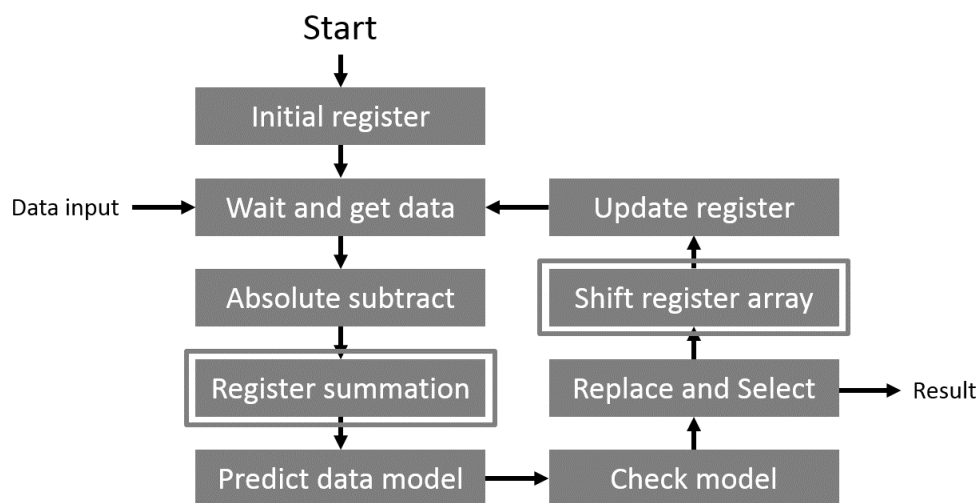 Start
Initial register
Data input
Wait and get data
Update register
Absolute subtract
Shift register array
Register summation
Replace and Select
Result
Predict data model
Check model